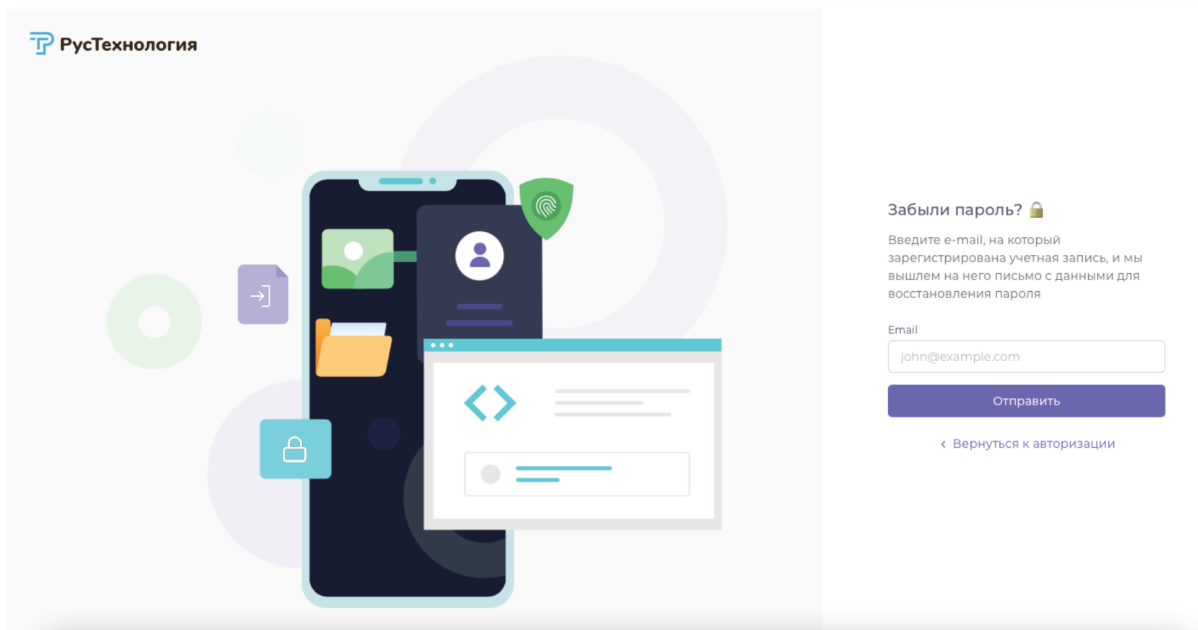 РусТехнология
Забыли пароль?
Введите e-mail, на который
зарегистрирована учетная запись, и мы
вышлем на него письмо с данными для
восстановления пароля
Email
john@example.com
Отправить
Вернуться к авторизации